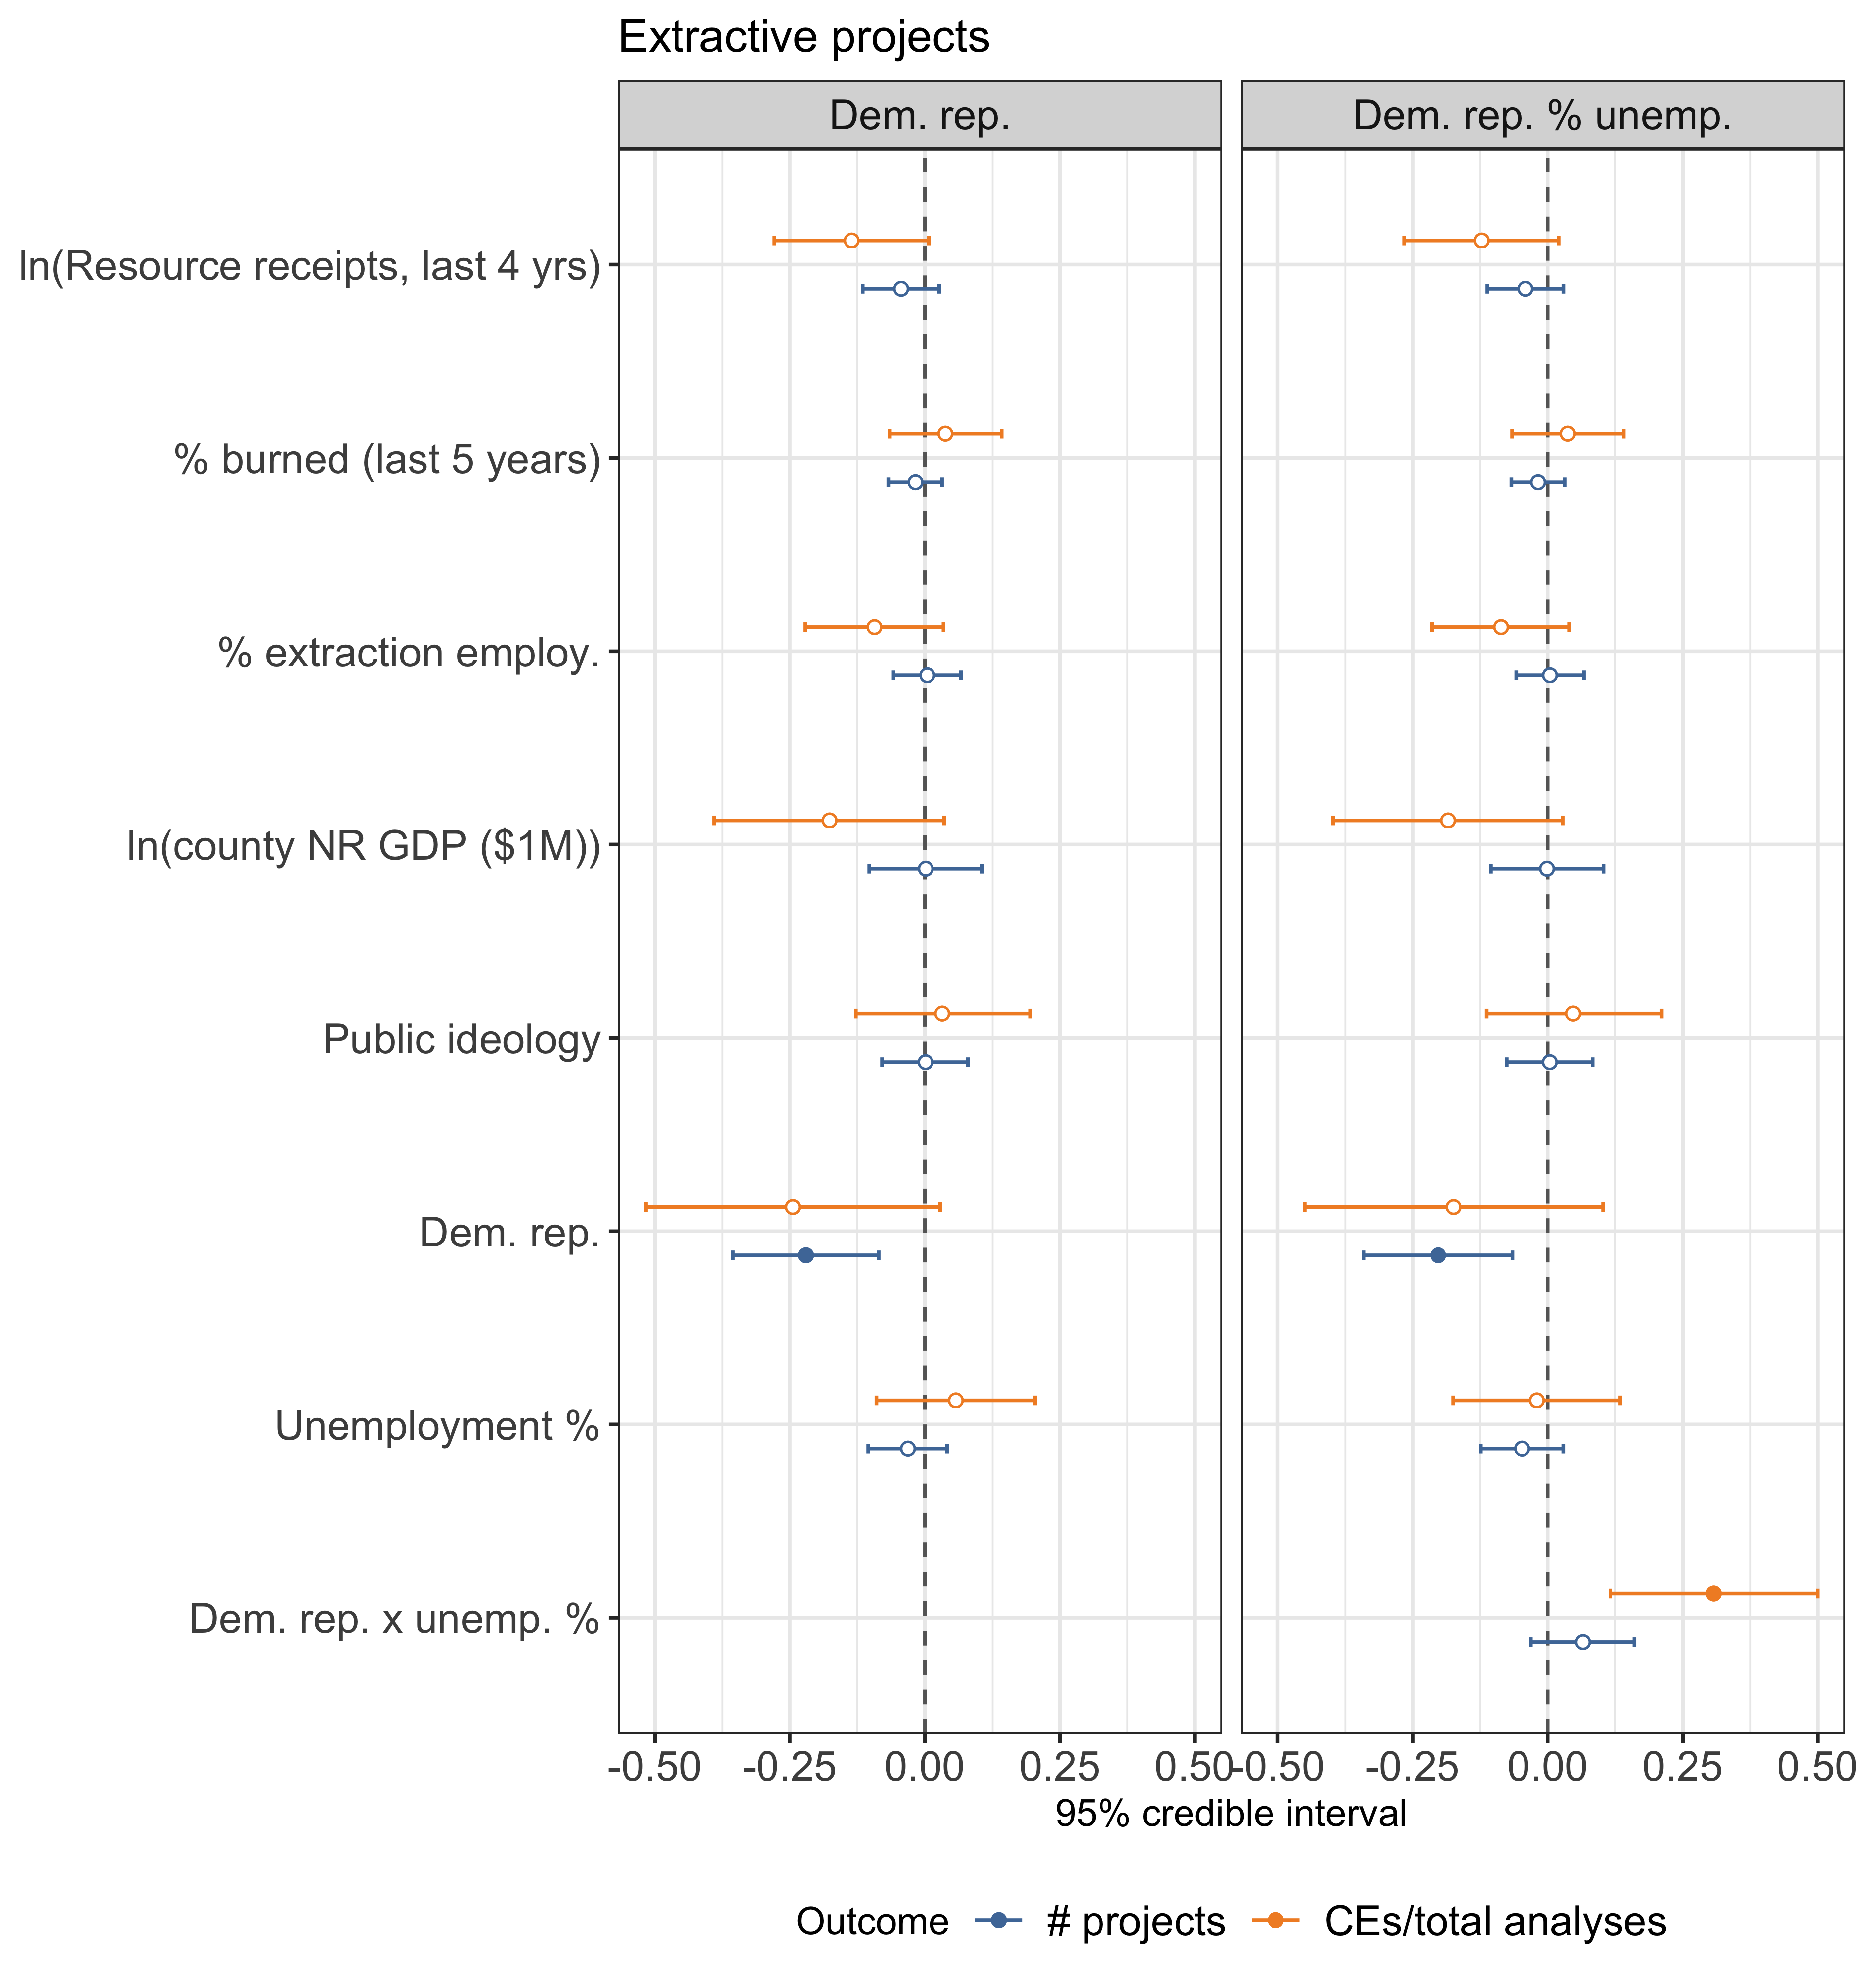 Extractive projects
Dem. rep.
Dem. rep. % unemp.
ln(Resource receipts, last 4 yrs)
% burned (last 5 years)
% extraction employ.
ln(county NR GDP ($1M))
Public ideology
Dem. rep.
Unemployment %
Dem. rep. x unemp. %
-0.50 -0.25 0.00 0.25 0.50
-0.50 -0.25 0.00 0.25 0.50
95% credible interval
Outcome # projects CEs/total analyses